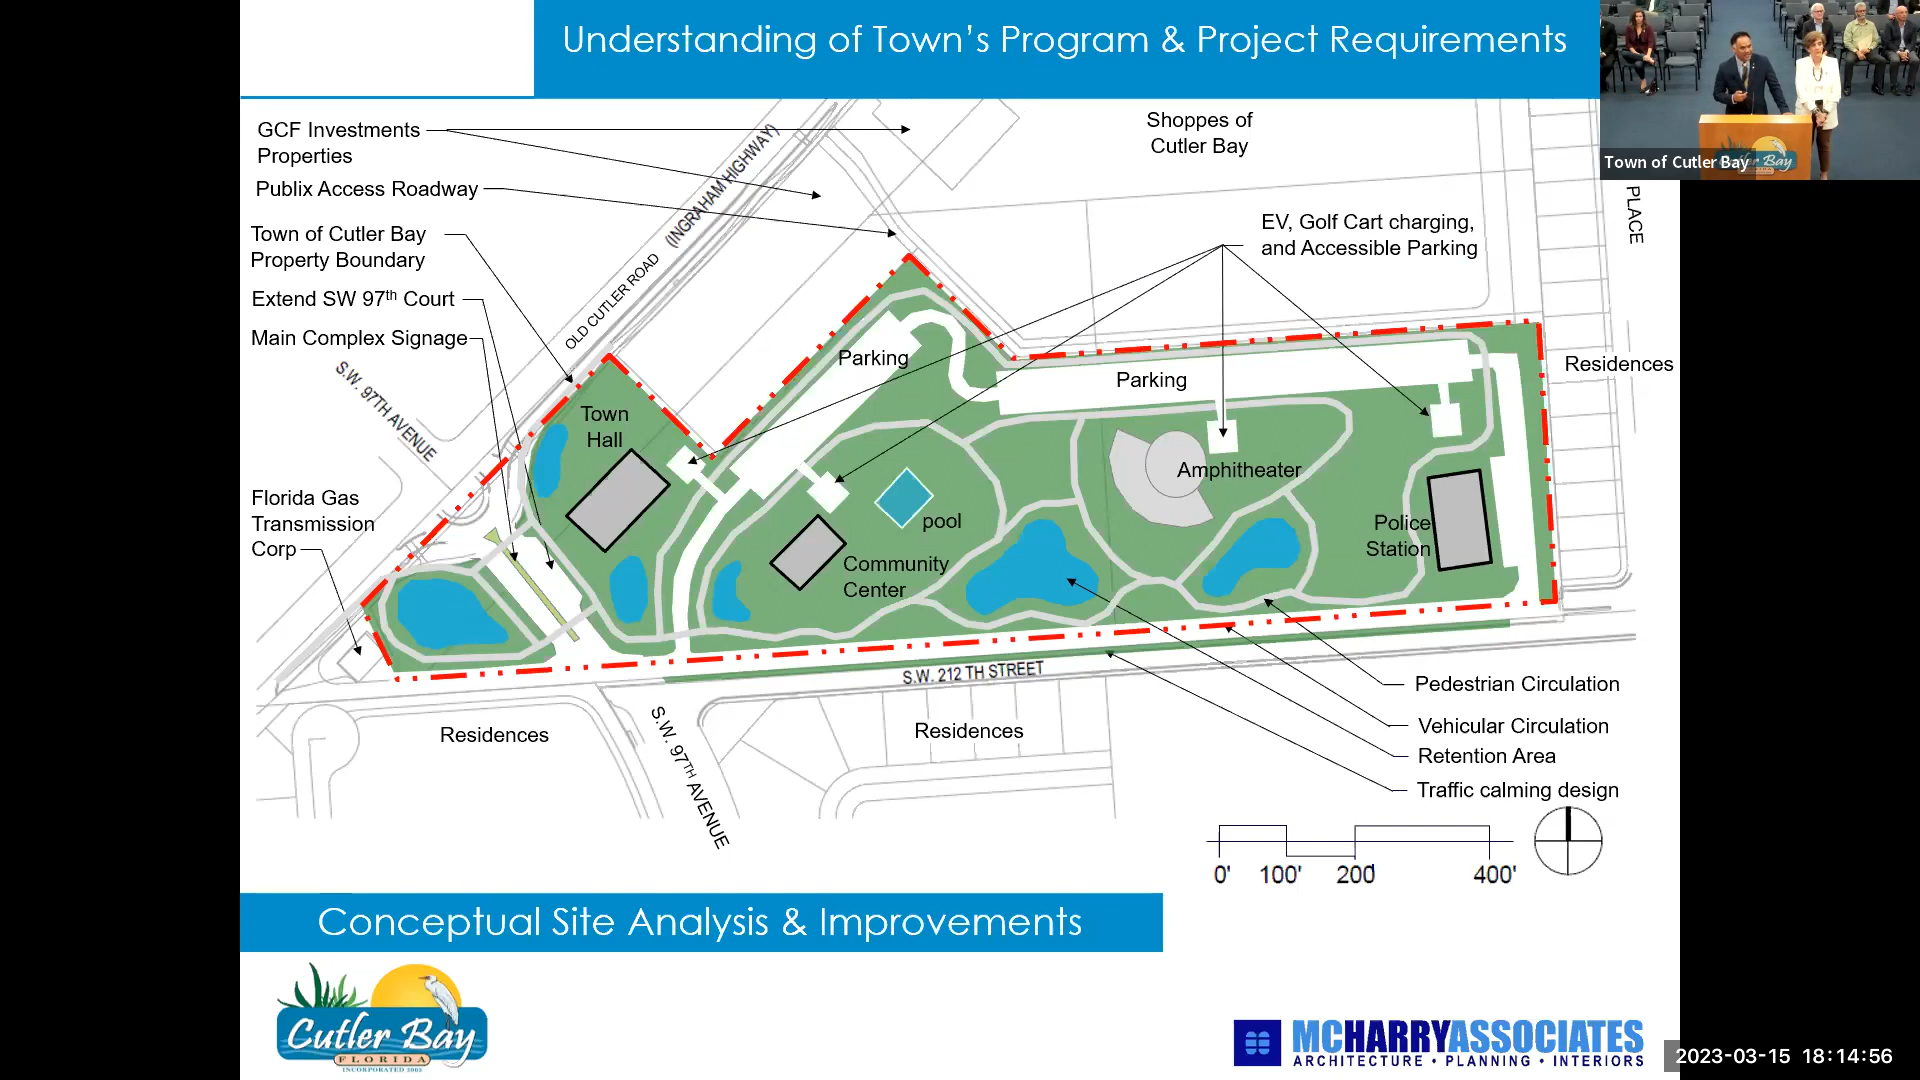 Understanding of Town's Program & Project Requirements
Town of Cutler Bay
GCF Investments
Properties
Publix Access Roadway
Town of Cutler Bay
Property Boundary
Extend SW 97th Court
Main Complex Signage
Florida Gas
Transmission
Corp
OLD CUTLER ROAD
(INGRAHAM HIGHWAY)
S.W. 97TH AVENUE
Shoppes of
Cutler Bay
EV, Golf Cart charging,
and Accessible Parking
PLACE
Residences
Parking
Parking
Town
Hall
Amphitheater
pool
Community
Center
Police
Station
S.W. 212 TH STREET
Residences
S.W. 97TH AVENUE
Residences
Pedestrian Circulation
Vehicular Circulation
Retention Area
Traffic calming design
0' 100' 200' 400'
Conceptual Site Analysis & Improvements
Cutler Bay
FLORIDA
INCORPORATED 2005
MCHARRYASSOCIATES
ARCHITECTURE • PLANNING • INTERIORS
2023-03-15 18:14:56